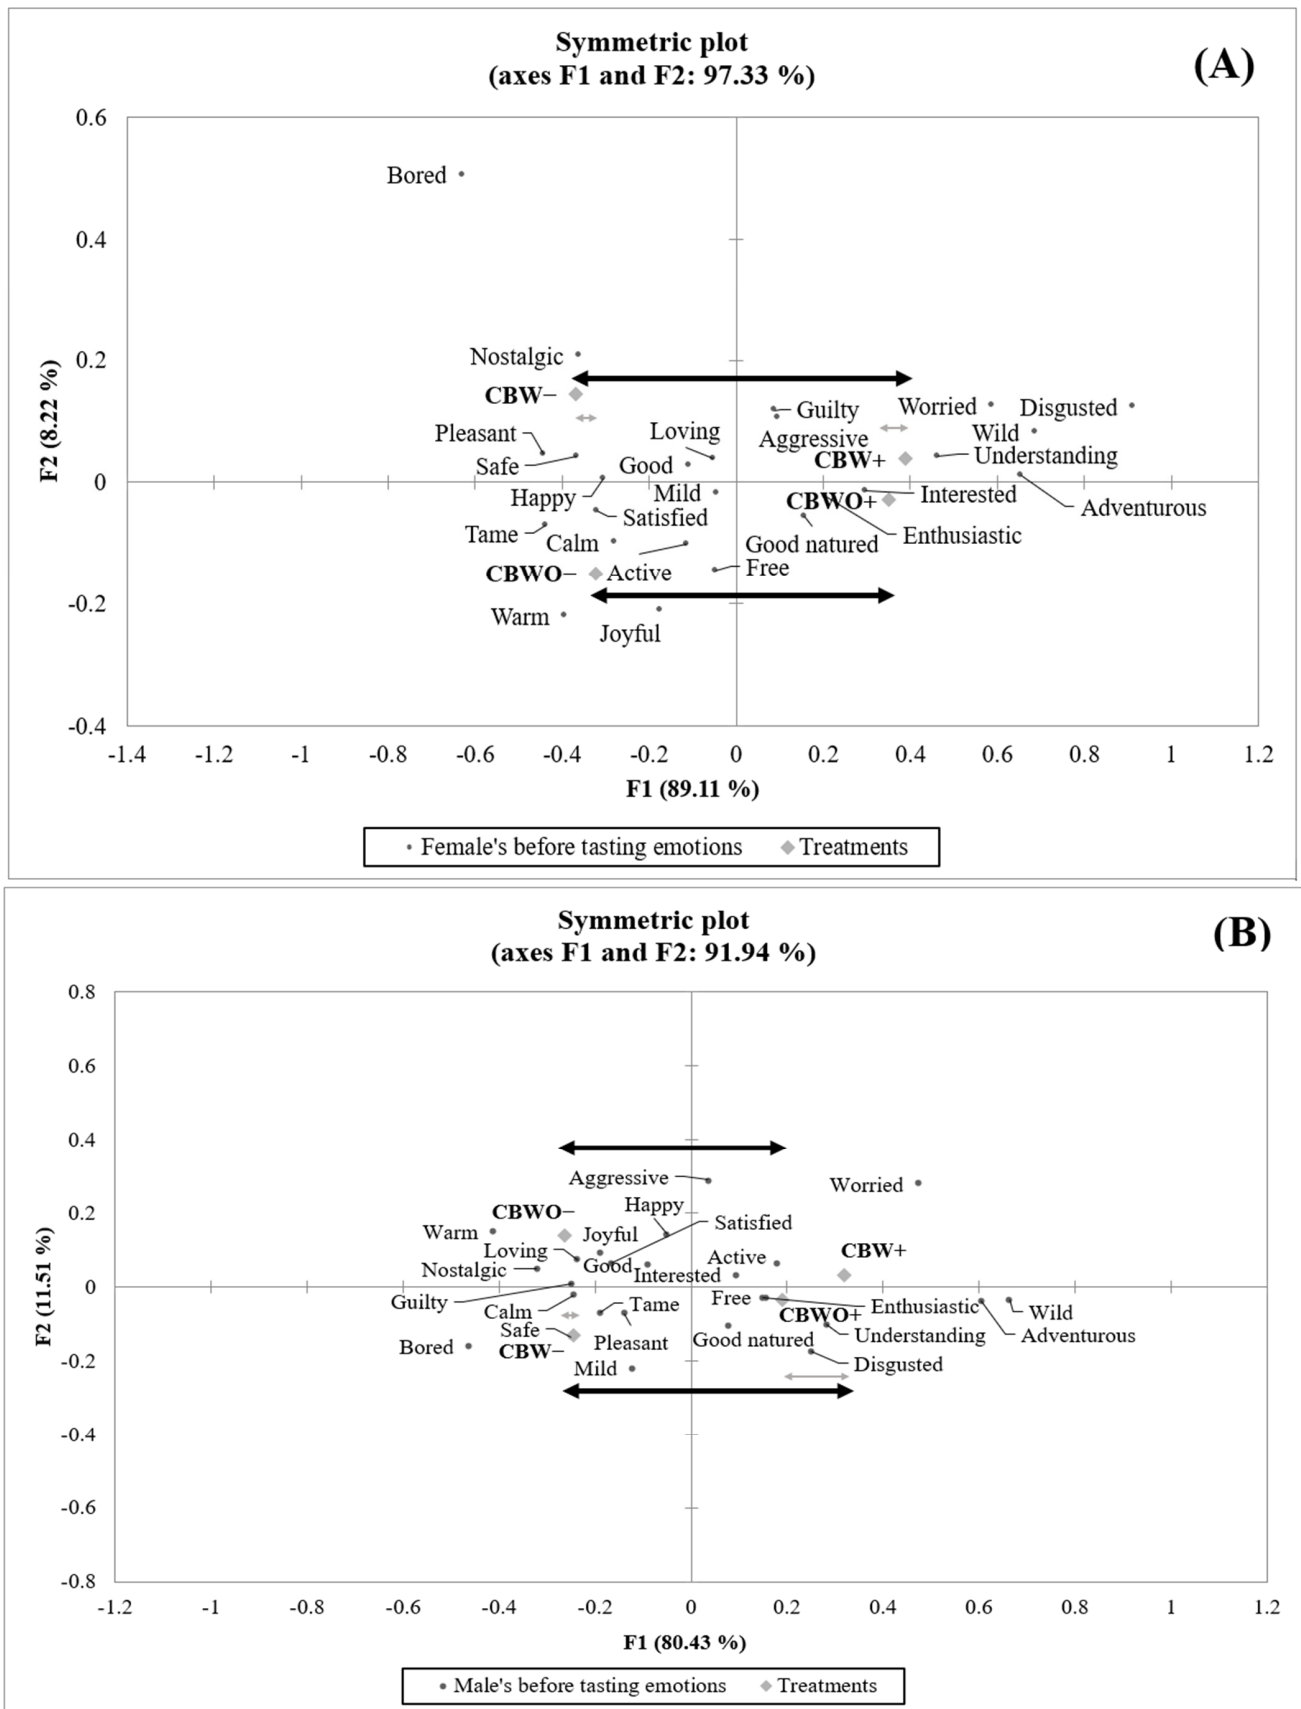 Symmetric plot
(axes F1 and F2: 97.33 %)
(A)
0.6
Bored
0.4
0.2
Nostalgic
CBW−
Guilty
Worried
Disgusted
Pleasant
Loving
Aggressive
Wild
Safe
Good
CBW+
Understanding
0
Happy
Mild
CBWO+
Interested
Adventurous
Satisfied
Tame
Calm
Good natured
Enthusiastic
CBWO−
Active
Free
-0.2
Warm
Joyful
-0.4
F2 (8.22 %)
-1.4 -1.2 -1 -0.8 -0.6 -0.4 -0.2 0 0.2 0.4 0.6 0.8 1 1.2
F1 (89.11 %)
Female's before tasting emotions Treatments
Symmetric plot
(axes F1 and F2: 91.94 %)
(B)
0.8
0.6
0.4
Aggressive
Worried
0.2
CBWO−
Happy
Satisfied
Warm
Joyful
Loving
Active
CBW+
Nostalgic
Good
Interested
0
Guilty
Calm
Tame
Free
Enthusiastic
Wild
CBWO+
Safe
Pleasant
Good natured
Understanding
Adventurous
Bored
CBW−
Mild
Disgusted
-0.2
-0.4
-0.6
-0.8
F2 (11.51 %)
-1.2 -1 -0.8 -0.6 -0.4 -0.2 0 0.2 0.4 0.6 0.8 1 1.2
F1 (80.43 %)
Male's before tasting emotions Treatments